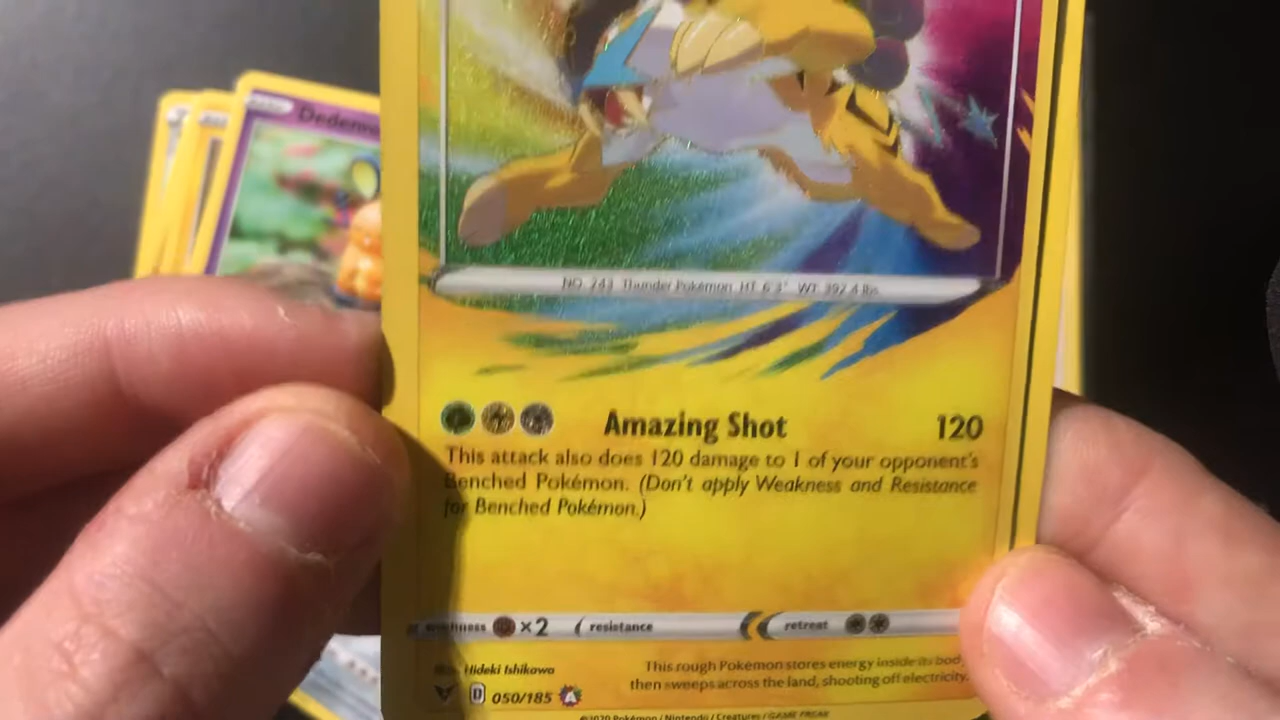 NO. 243 Thunder Pokémon HT 6'3" WT 392.4 lbs
Amazing Shot 120
This attack also does 120 damage to 1 of your opponent's
Benched Pokémon. (Don't apply Weakness and Resistance
for Benched Pokémon.)
weakness ×2 resistance retreat
Hideki Ishikawa
This rough Pokémon stores energy inside its body,
then sweeps across the land, shooting off electricity.
D 050/185 A
©2020 Pokémon / Nintendo / Creatures / GAME FREAK